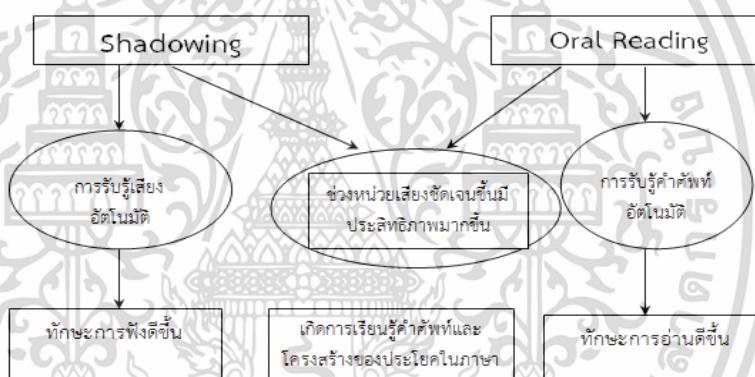 Shadowing
Oral Reading
การรับรู้เสียง
อัตโนมัติ
ช่วงหน่วยเสียงชัดเจนขึ้นมี
ประสิทธิภาพมากขึ้น
การรับรู้คำศัพท์
อัตโนมัติ
ทักษะการฟังดีขึ้น
เกิดการเรียนรู้คำศัพท์และ
โครงสร้างของประโยคในภาษา
ทักษะการอ่านดีขึ้น